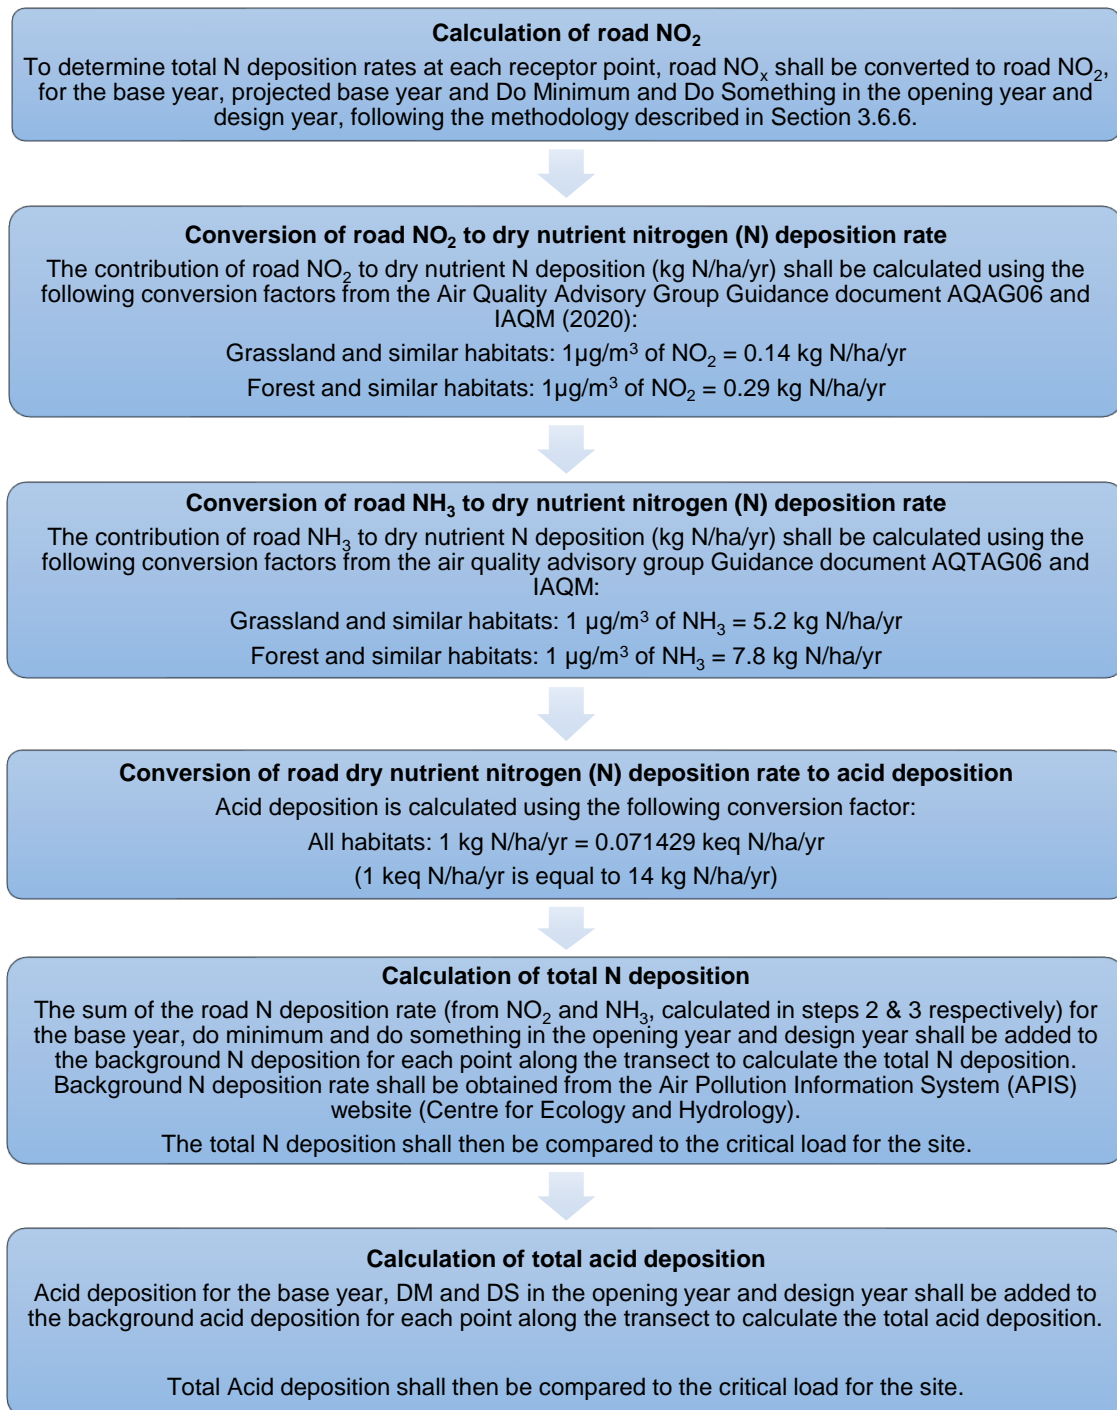 Calculation of road NO₂
To determine total N deposition rates at each receptor point, road NOₓ shall be converted to road NO₂,
for the base year, projected base year and Do Minimum and Do Something in the opening year and
design year, following the methodology described in Section 3.6.6.
Conversion of road NO₂ to dry nutrient nitrogen (N) deposition rate
The contribution of road NO₂ to dry nutrient N deposition (kg N/ha/yr) shall be calculated using the
following conversion factors from the Air Quality Advisory Group Guidance document AQAG06 and
IAQM (2020):
Grassland and similar habitats: 1µg/m³ of NO₂ = 0.14 kg N/ha/yr
Forest and similar habitats: 1µg/m³ of NO₂ = 0.29 kg N/ha/yr
Conversion of road NH₃ to dry nutrient nitrogen (N) deposition rate
The contribution of road NH₃ to dry nutrient N deposition (kg N/ha/yr) shall be calculated using the
following conversion factors from the air quality advisory group Guidance document AQTAG06 and
IAQM:
Grassland and similar habitats: 1 µg/m³ of NH₃ = 5.2 kg N/ha/yr
Forest and similar habitats: 1 µg/m³ of NH₃ = 7.8 kg N/ha/yr
Conversion of road dry nutrient nitrogen (N) deposition rate to acid deposition
Acid deposition is calculated using the following conversion factor:
All habitats: 1 kg N/ha/yr = 0.071429 keq N/ha/yr
(1 keq N/ha/yr is equal to 14 kg N/ha/yr)
Calculation of total N deposition
The sum of the road N deposition rate (from NO₂ and NH₃, calculated in steps 2 & 3 respectively) for
the base year, do minimum and do something in the opening year and design year shall be added to
the background N deposition for each point along the transect to calculate the total N deposition.
Background N deposition rate shall be obtained from the Air Pollution Information System (APIS)
website (Centre for Ecology and Hydrology).
The total N deposition shall then be compared to the critical load for the site.
Calculation of total acid deposition
Acid deposition for the base year, DM and DS in the opening year and design year shall be added to
the background acid deposition for each point along the transect to calculate the total acid deposition.
Total Acid deposition shall then be compared to the critical load for the site.